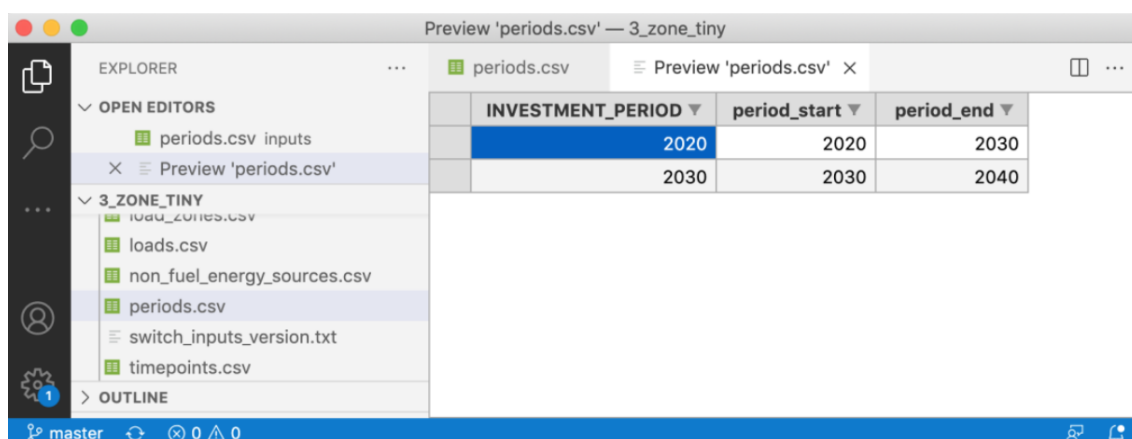 Preview 'periods.csv' — 3_zone_tiny
EXPLORER
...
OPEN EDITORS
periods.csv inputs
Preview 'periods.csv'
3_ZONE_TINY
load_zones.csv
loads.csv
non_fuel_energy_sources.csv
periods.csv
switch_inputs_version.txt
timepoints.csv
OUTLINE
periods.csv
Preview 'periods.csv'
...
INVESTMENT_PERIOD period_start period_end
2020 2020 2030
2030 2030 2040
...
1
master 0 0